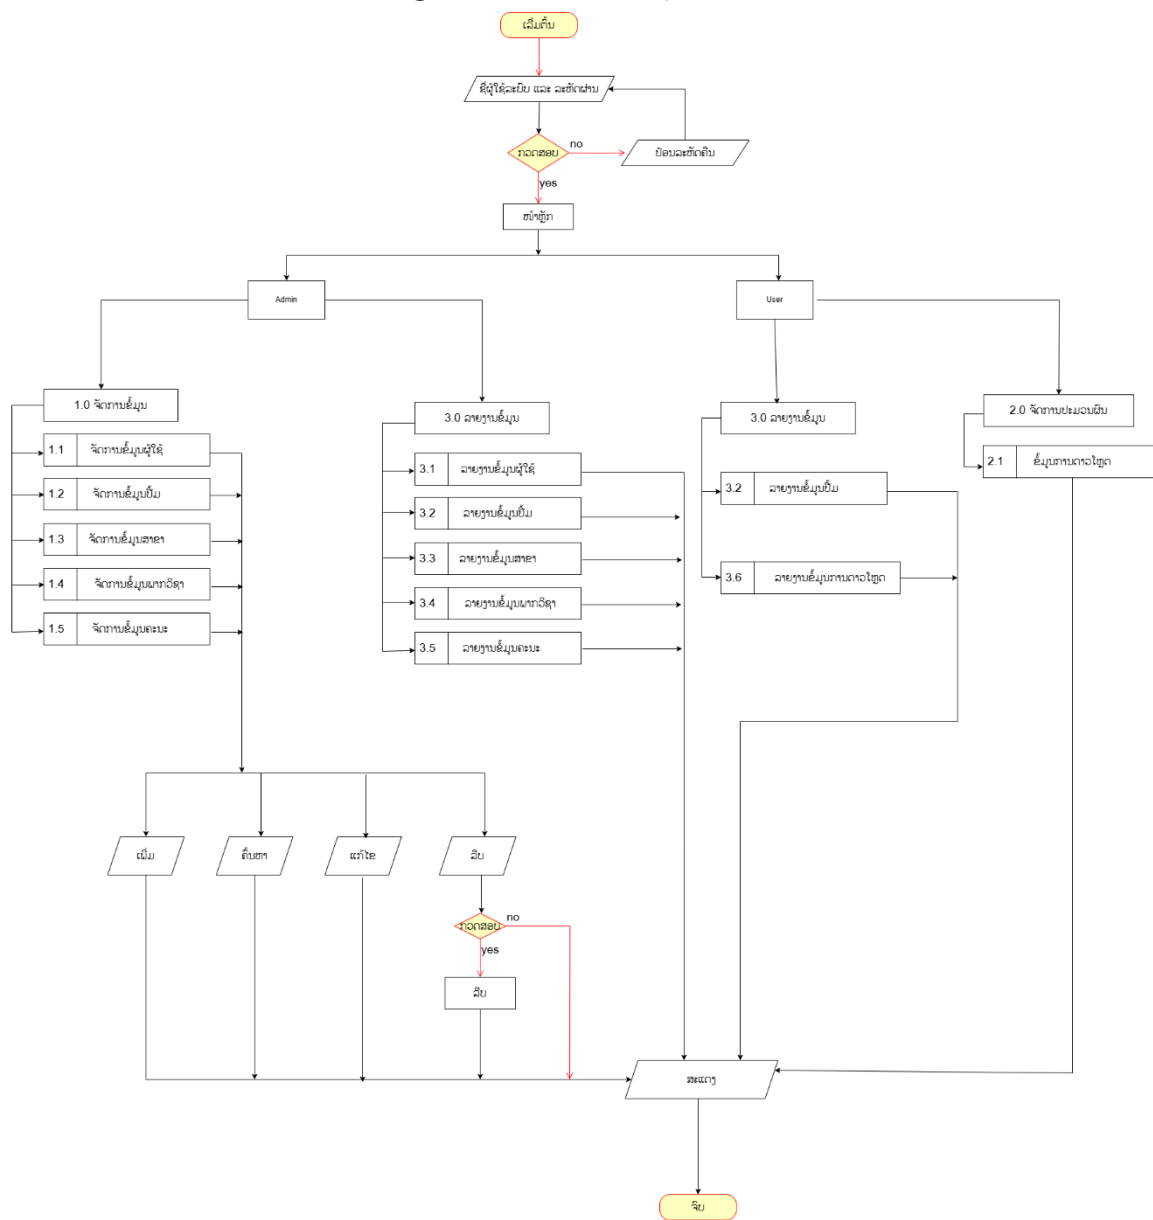 ເລີ່ມຕົ້ນ
ຊື່ຜູ້ໃຊ້ລະບົບ ແລະ ລະຫັດຜ່ານ
ກວດສອບ
no
ປ້ອນລະຫັດຄືນ
yes
ໜ້າຫຼັກ
Admin
User
1.0 ຈັດການຂໍ້ມູນ
3.0 ລາຍງານຂໍ້ມູນ
3.0 ລາຍງານຂໍ້ມູນ
2.0 ຈັດການປະມວນຜົນ
1.1 ຈັດການຂໍ້ມູນຜູ້ໃຊ້
1.2 ຈັດການຂໍ້ມູນປຶ້ມ
1.3 ຈັດການຂໍ້ມູນສາຂາ
1.4 ຈັດການຂໍ້ມູນພາກວິຊາ
1.5 ຈັດການຂໍ້ມູນຄະນະ
3.1 ລາຍງານຂໍ້ມູນຜູ້ໃຊ້
3.2 ລາຍງານຂໍ້ມູນປຶ້ມ
3.3 ລາຍງານຂໍ້ມູນສາຂາ
3.4 ລາຍງານຂໍ້ມູນພາກວິຊາ
3.5 ລາຍງານຂໍ້ມູນຄະນະ
3.2 ລາຍງານຂໍ້ມູນປຶ້ມ
3.6 ລາຍງານຂໍ້ມູນການດາວໂຫຼດ
2.1 ຂໍ້ມູນການດາວໂຫຼດ
ເພີ່ມ
ຄົ້ນຫາ
ແກ້ໄຂ
ລຶບ
ກວດສອບ
no
yes
ລຶບ
ສະແດງ
ຈົບ